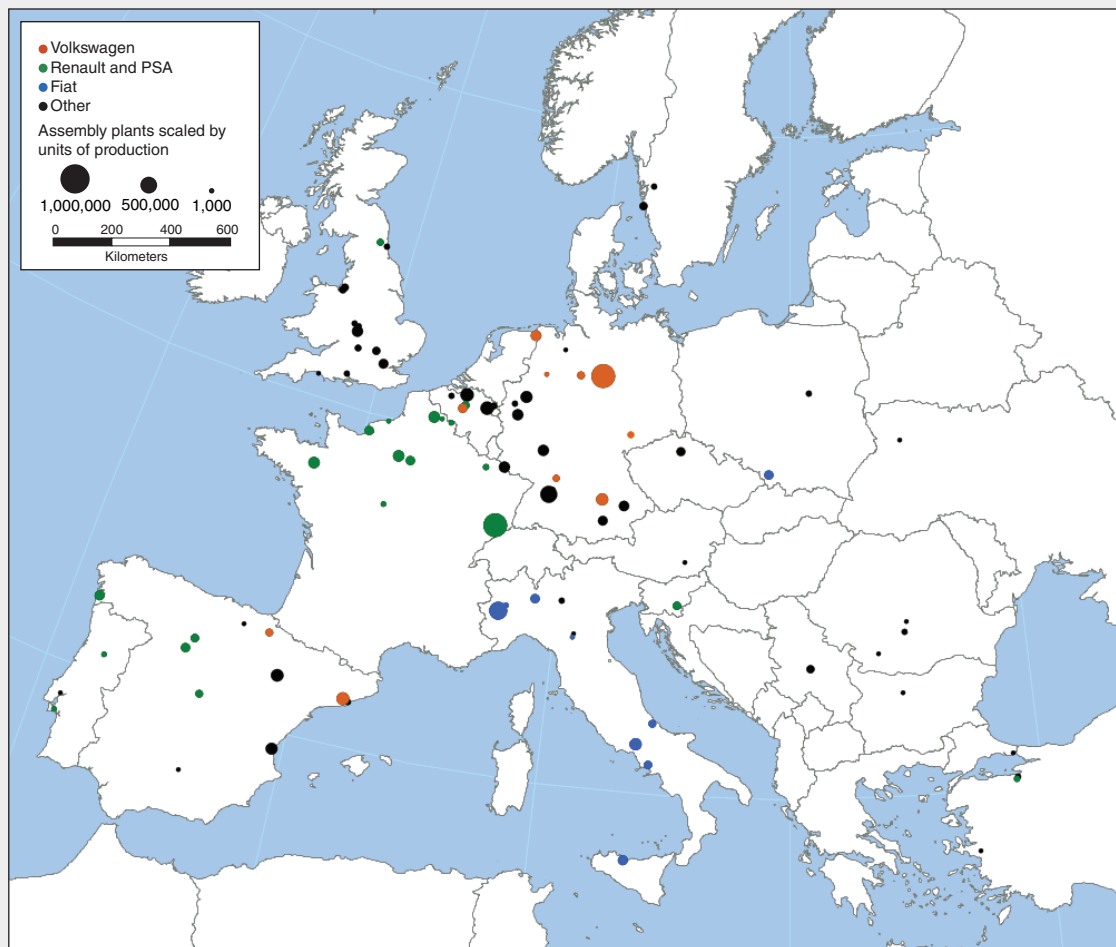 Volkswagen
Renault and PSA
Fiat
Other
Assembly plants scaled by
units of production
1,000,000 500,000 1,000
0 200 400 600
Kilometers